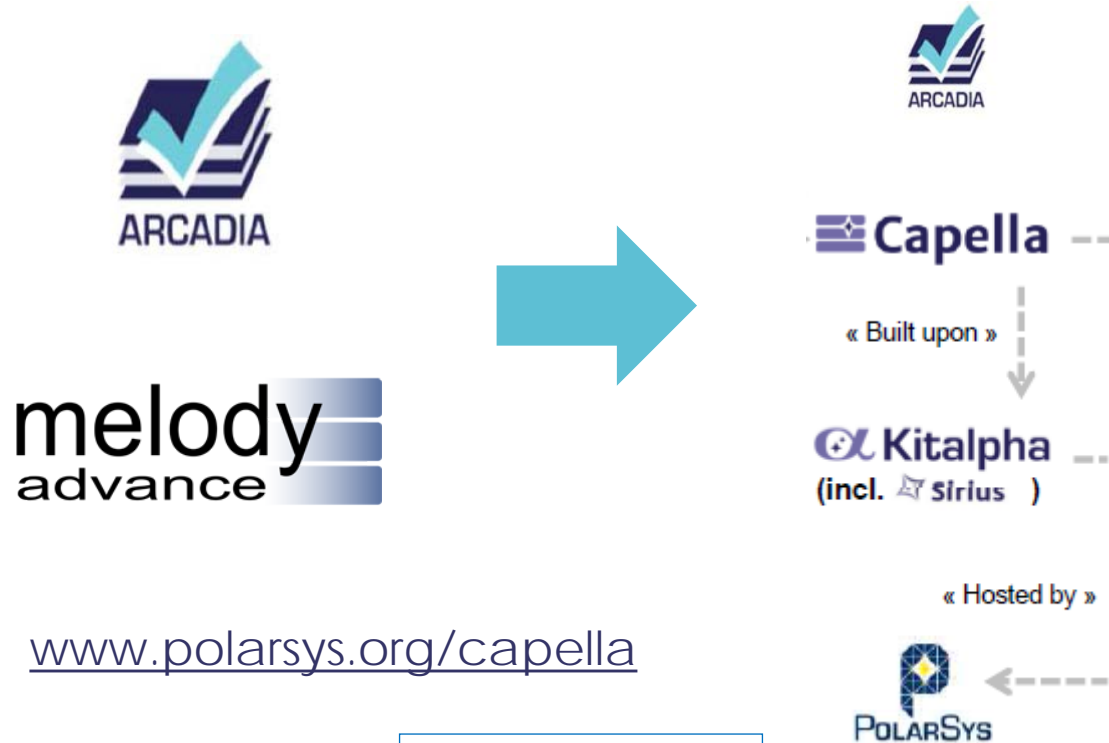 ARCADIA
melody
advance
www.polarsys.org/capella
ARCADIA
Capella
« Built upon »
Kitalpha
(incl. Sirius )
« Hosted by »
POLARSYS